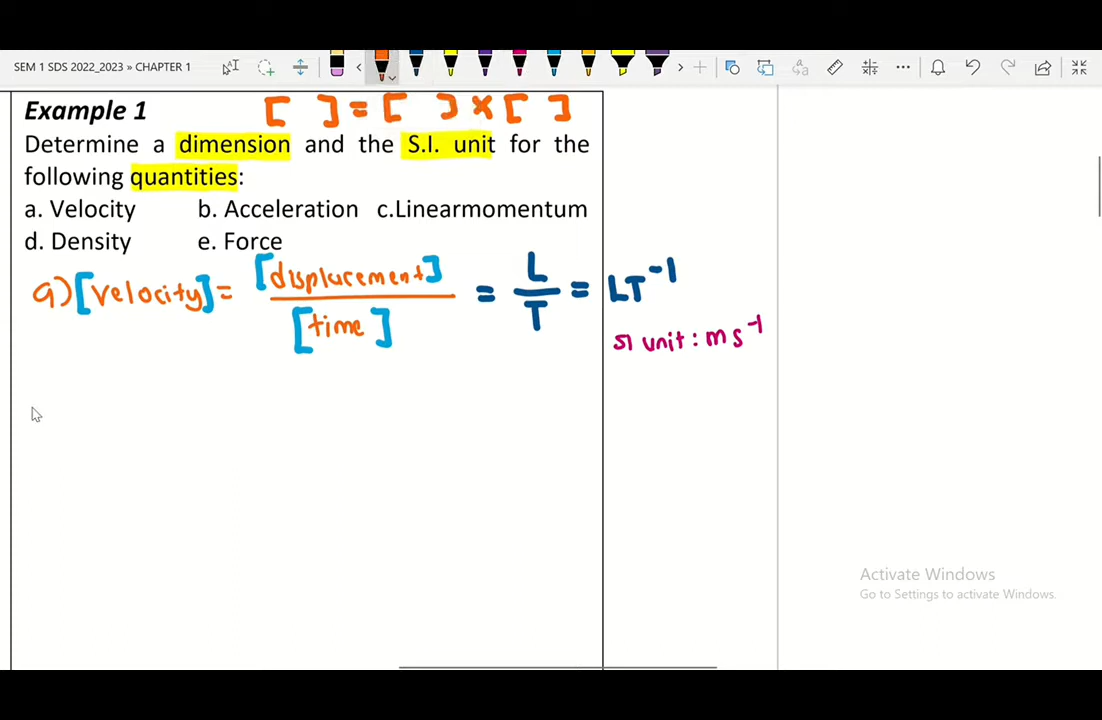 SEM 1 SDS 2022_2023 » CHAPTER 1
Example 1 [ ] = [ ] × [ ]
Determine a dimension and the S.I. unit for the
following quantities:
a. Velocity b. Acceleration c.Linearmomentum
d. Density e. Force
a) [velocity] = [displacement] / [time] = L / T = LT⁻¹
SI unit : m s⁻¹
Activate Windows
Go to Settings to activate Windows.